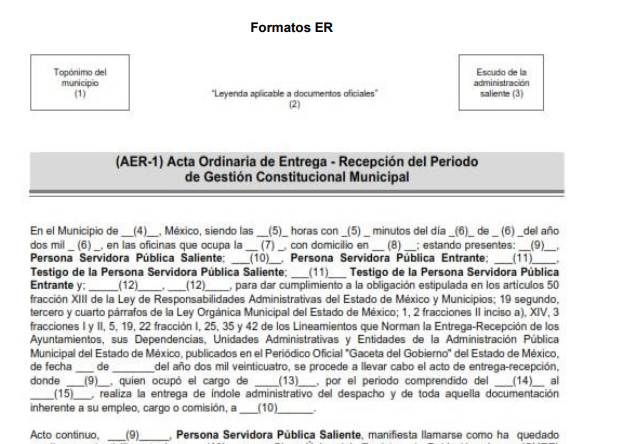 Formatos ER
Topónimo del
municipio
(1)
"Leyenda aplicable a documentos oficiales"
(2)
Escudo de la
administración
saliente (3)
(AER-1) Acta Ordinaria de Entrega - Recepción del Periodo
de Gestión Constitucional Municipal
En el Municipio de __(4)__, México, siendo las __(5)_ horas con _(5) _ minutos del día _(6)_ de _ (6) _del año
dos mil _ (6) _, en las oficinas que ocupa la __ (7) _, con domicilio en __ (8) __; estando presentes: __(9)__,
Persona Servidora Pública Saliente; ___(10)__, Persona Servidora Pública Entrante; ___(11)____,
Testigo de la Persona Servidora Pública Saliente; ___(11)___ Testigo de la Persona Servidora Pública
Entrante y; _____(12)____ ____(12)____, para dar cumplimiento a la obligación estipulada en los artículos 50
fracción XIII de la Ley de Responsabilidades Administrativas del Estado de México y Municipios; 19 segundo,
tercero y cuarto párrafos de la Ley Orgánica Municipal del Estado de México; 1, 2 fracciones II inciso a), XIV, 3
fracciones I y II, 5, 19, 22 fracción I, 25, 35 y 42 de los Lineamientos que Norman la Entrega-Recepción de los
Ayuntamientos, sus Dependencias, Unidades Administrativas y Entidades de la Administración Pública
Municipal del Estado de México, publicados en el Periódico Oficial "Gaceta del Gobierno" del Estado de México,
de fecha ___ de _______del año dos mil veinticuatro, se procede a llevar cabo el acto de entrega-recepción,
donde ___(9)___, quien ocupó el cargo de ____(13)____, por el periodo comprendido del ____(14)___ al
____(15)____, realiza la entrega de índole administrativo del despacho y de toda aquella documentación
inherente a su empleo, cargo o comisión, a ___(10)______.
Acto continuo, ___(9)_____, Persona Servidora Pública Saliente, manifiesta llamarse como ha quedado